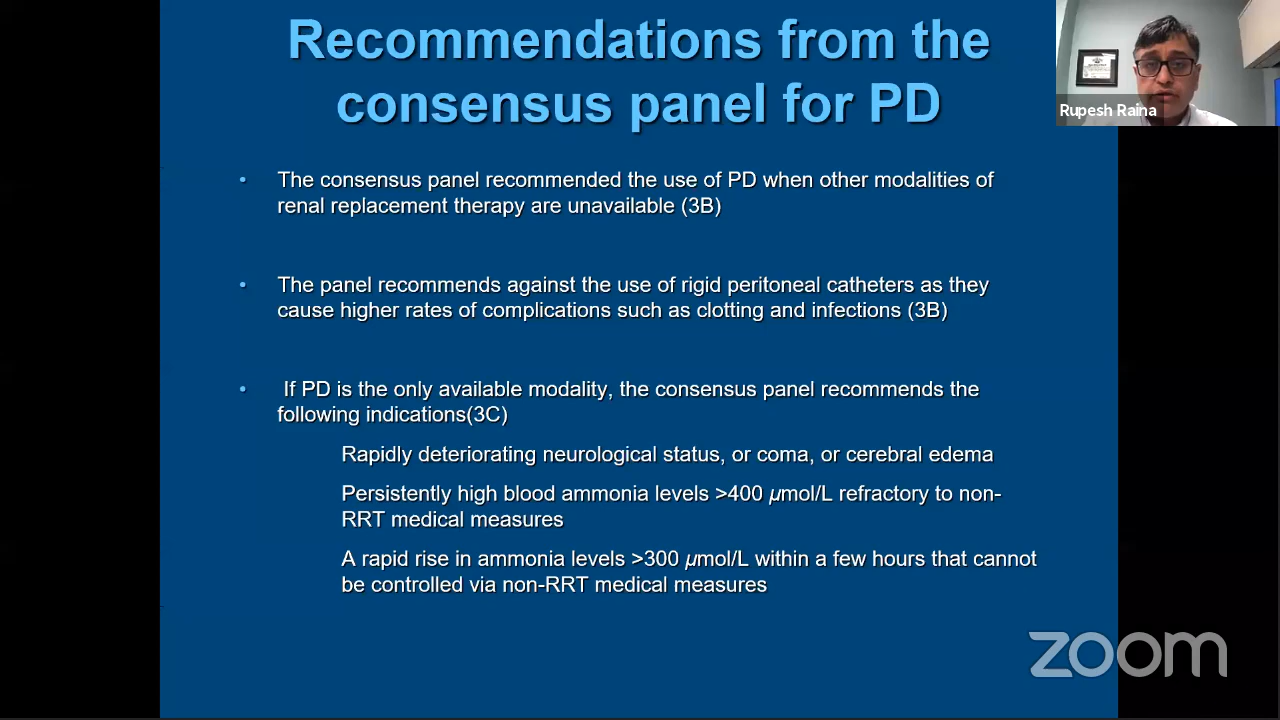 Recommendations from the
consensus panel for PD
Rupesh Raina
• The consensus panel recommended the use of PD when other modalities of
renal replacement therapy are unavailable (3B)
• The panel recommends against the use of rigid peritoneal catheters as they
cause higher rates of complications such as clotting and infections (3B)
• If PD is the only available modality, the consensus panel recommends the
following indications(3C)
Rapidly deteriorating neurological status, or coma, or cerebral edema
Persistently high blood ammonia levels >400 µmol/L refractory to non-
RRT medical measures
A rapid rise in ammonia levels >300 µmol/L within a few hours that cannot
be controlled via non-RRT medical measures
zoom